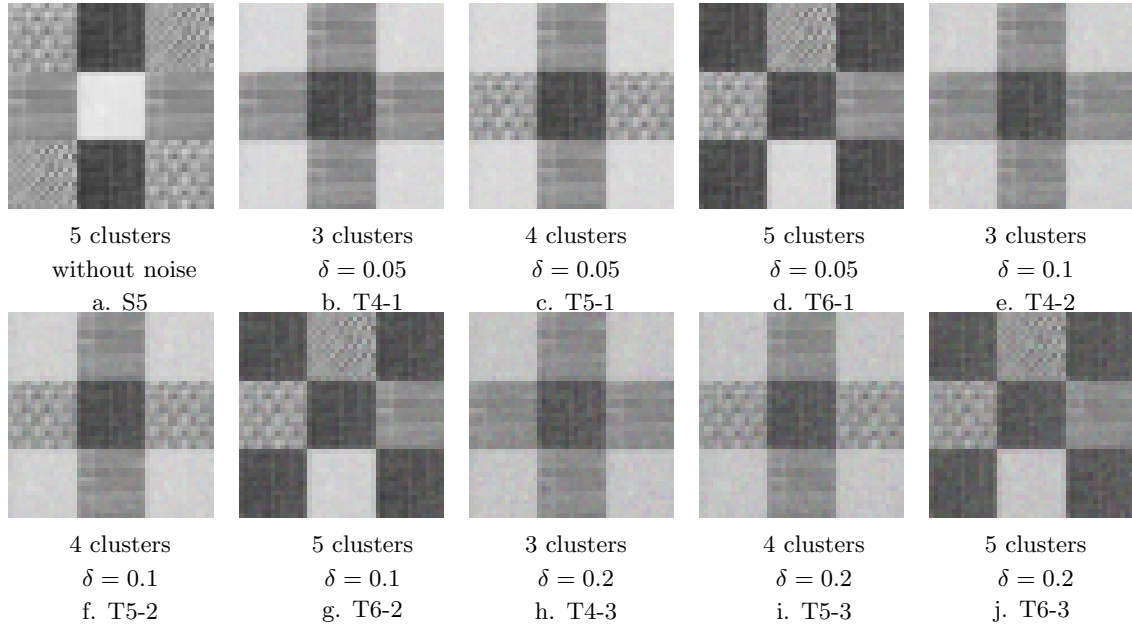 5 clusters
without noise
a. S5
3 clusters
δ = 0.05
b. T4-1
4 clusters
δ = 0.05
c. T5-1
5 clusters
δ = 0.05
d. T6-1
3 clusters
δ = 0.1
e. T4-2
4 clusters
δ = 0.1
f. T5-2
5 clusters
δ = 0.1
g. T6-2
3 clusters
δ = 0.2
h. T4-3
4 clusters
δ = 0.2
i. T5-3
5 clusters
δ = 0.2
j. T6-3